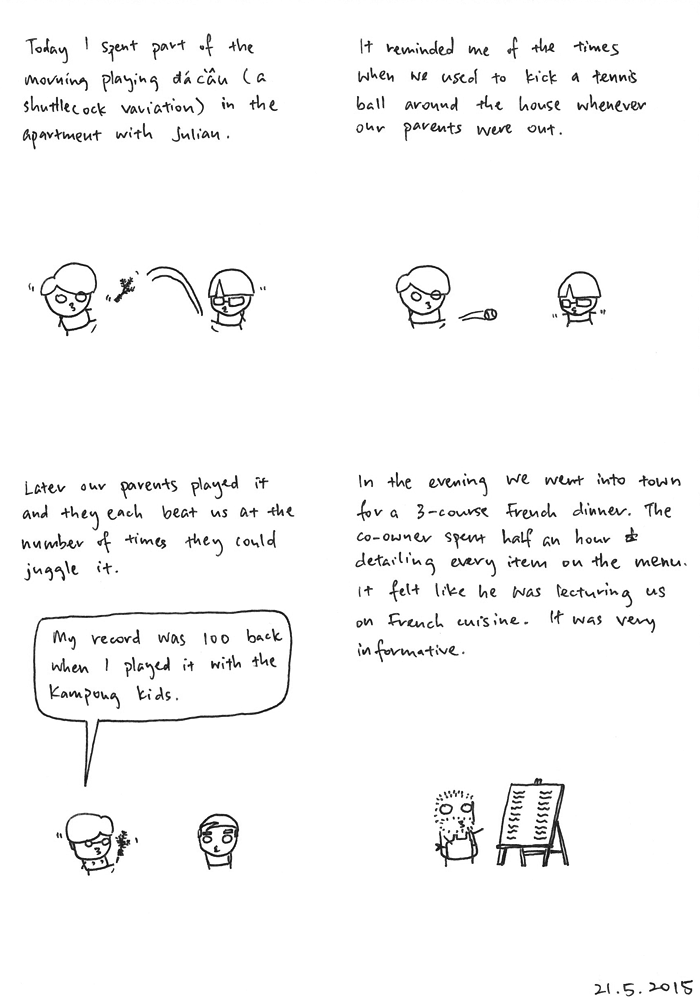 Today I spent part of the
morning playing đá cầu (a
shuttlecock variation) in the
apartment with Julian.
It reminded me of the times
when we used to kick a tennis
ball around the house whenever
our parents were out.
Later our parents played it
and they each beat us at the
number of times they could
juggle it.
My record was 100 back
when I played it with the
Kampong kids.
In the evening we went into town
for a 3-course French dinner. The
co-owner spent half an hour
detailing every item on the menu.
It felt like he was lecturing us
on French cuisine. It was very
informative.
21.5.2015